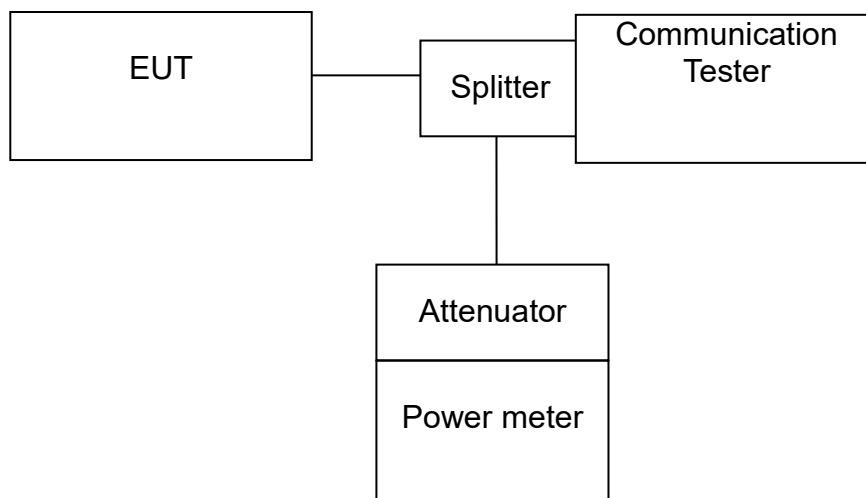 EUT
Splitter
Communication
Tester
Attenuator
Power meter